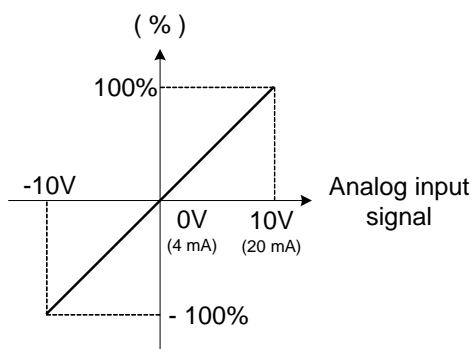 ( % )
100%
-10V
Analog input
signal
0V
10V
(4 mA)
(20 mA)
- 100%